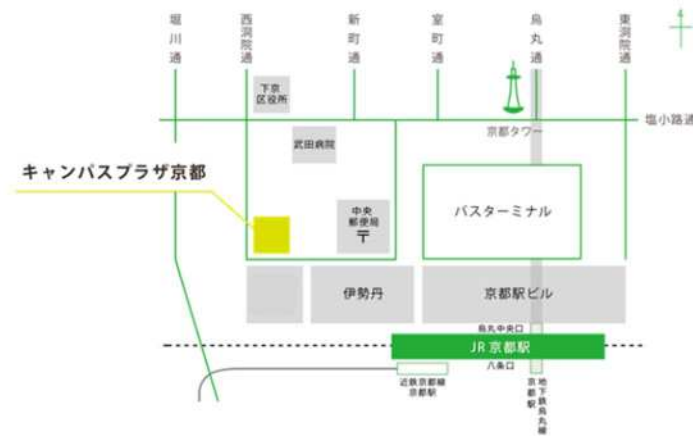 堀川通
西洞院通
新町通
室町通
烏丸通
東洞院通
4
下京
区役所
塩小路通
京都タワー
武田病院
キャンパスプラザ京都
中央
郵便局
〒
バスターミナル
伊勢丹
京都駅ビル
烏丸中央口
JR 京都駅
八条口
近鉄京都線
京都駅
地下鉄烏丸線
京都駅